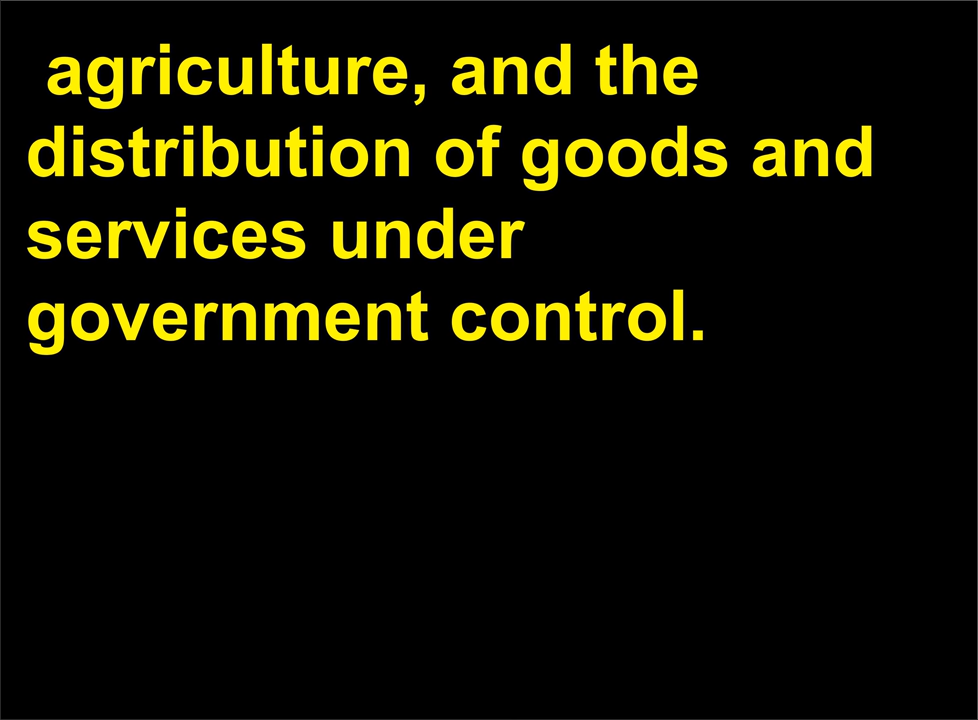 agriculture, and the
distribution of goods and
services under
government control.